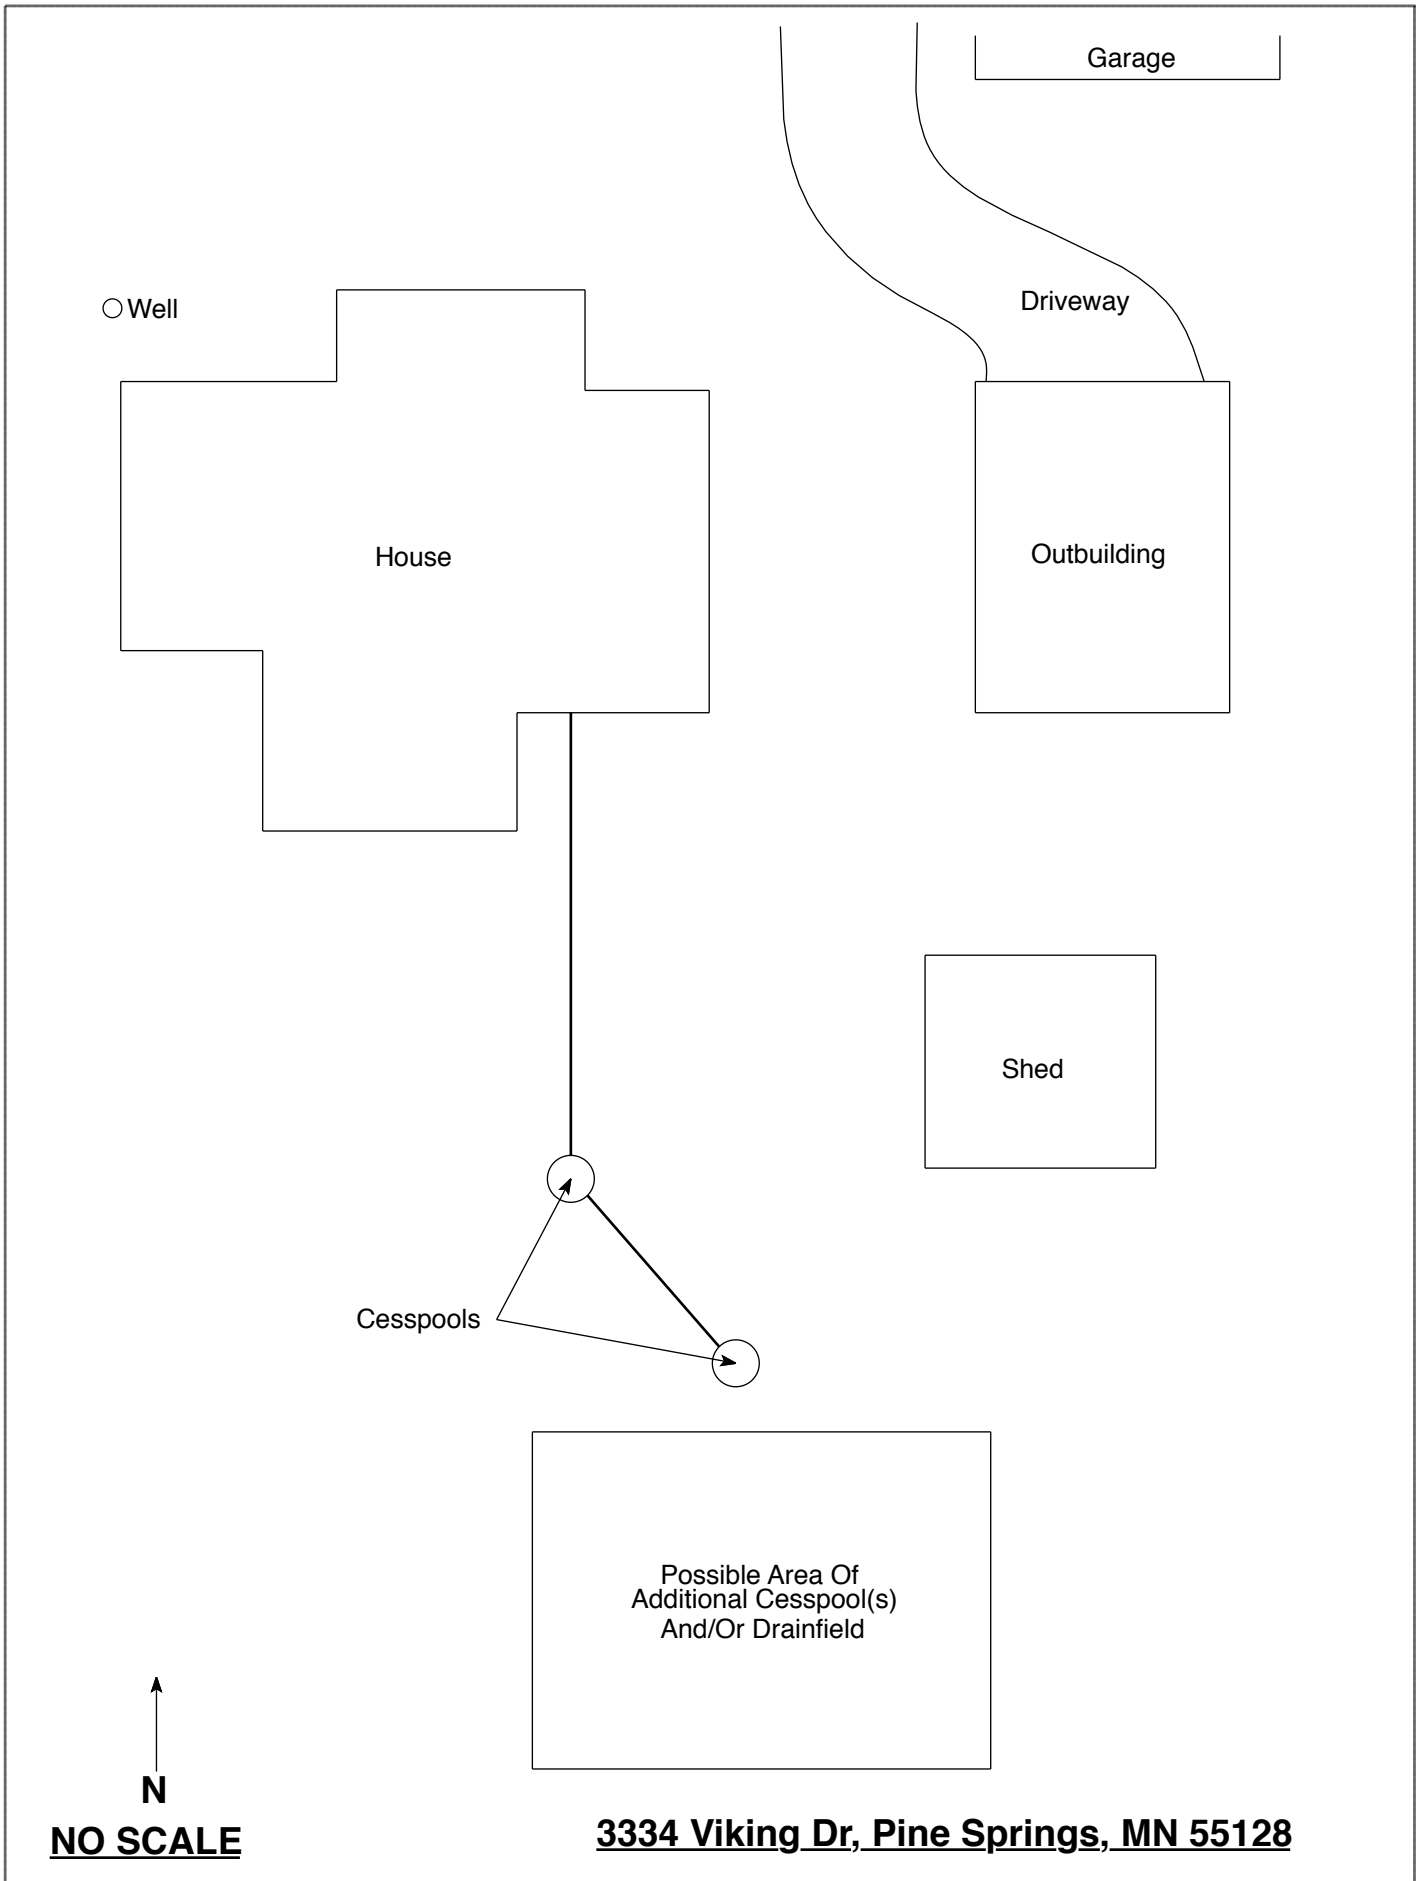 Garage
Driveway
Well
House
Outbuilding
Shed
Cesspools
Possible Area Of
Additional Cesspool(s)
And/Or Drainfield
N
NO SCALE
3334 Viking Dr, Pine Springs, MN 55128